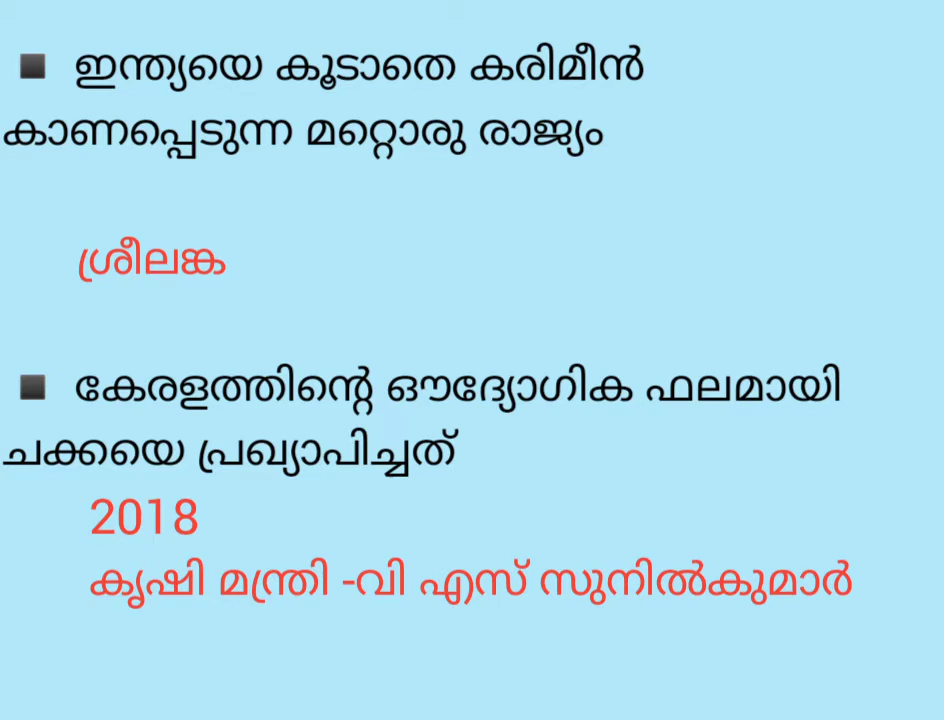 ▪ ഇന്ത്യയെ കൂടാതെ കരിമീൻ
കാണപ്പെടുന്ന മറ്റൊരു രാജ്യം
ശ്രീലങ്ക
▪ കേരളത്തിന്റെ ഔദ്യോഗിക ഫലമായി
ചക്കയെ പ്രഖ്യാപിച്ചത്
2018
കൃഷി മന്ത്രി -വി എസ് സുനിൽകുമാർ